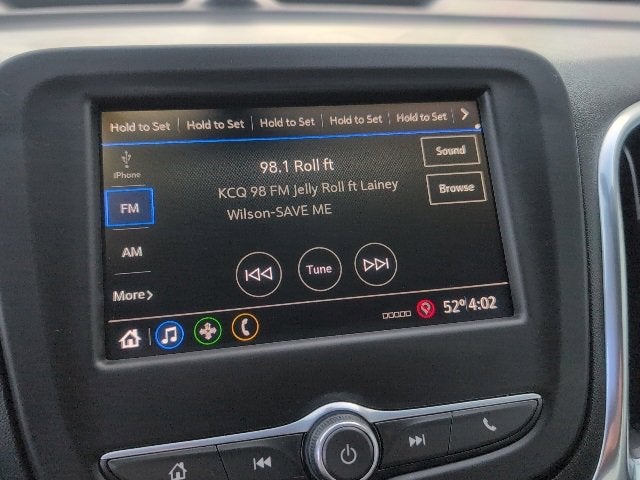 Hold to Set Hold to Set Hold to Set Hold to Set Hold to Set
iPhone
98.1 Roll ft
Sound
KCQ 98 FM Jelly Roll ft Lainey
Wilson-SAVE ME
Browse
FM
AM
Tune
More
52° 4:02